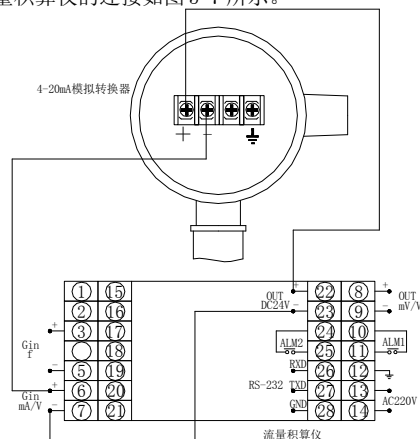 量积算仪的连接如图3-4所示。
4-20mA模拟转换器
+ -
① ⑮
② ⑯
③ ⑰
⑱
⑤ ⑲
⑥ ⑳
⑦ ㉑
+
Gin
f
-
+
Gin
mA/V
-
㉒ ⑧
㉓ ⑨
㉔ ⑩
㉕ ⑪
㉖ ⑫
㉗ ⑬
㉘ ⑭
OUT +
DC24V -
ALM2
RXD
RS-232 TXD
GND
+ OUT
- mV/V
ALM1
AC220V
流量积算仪